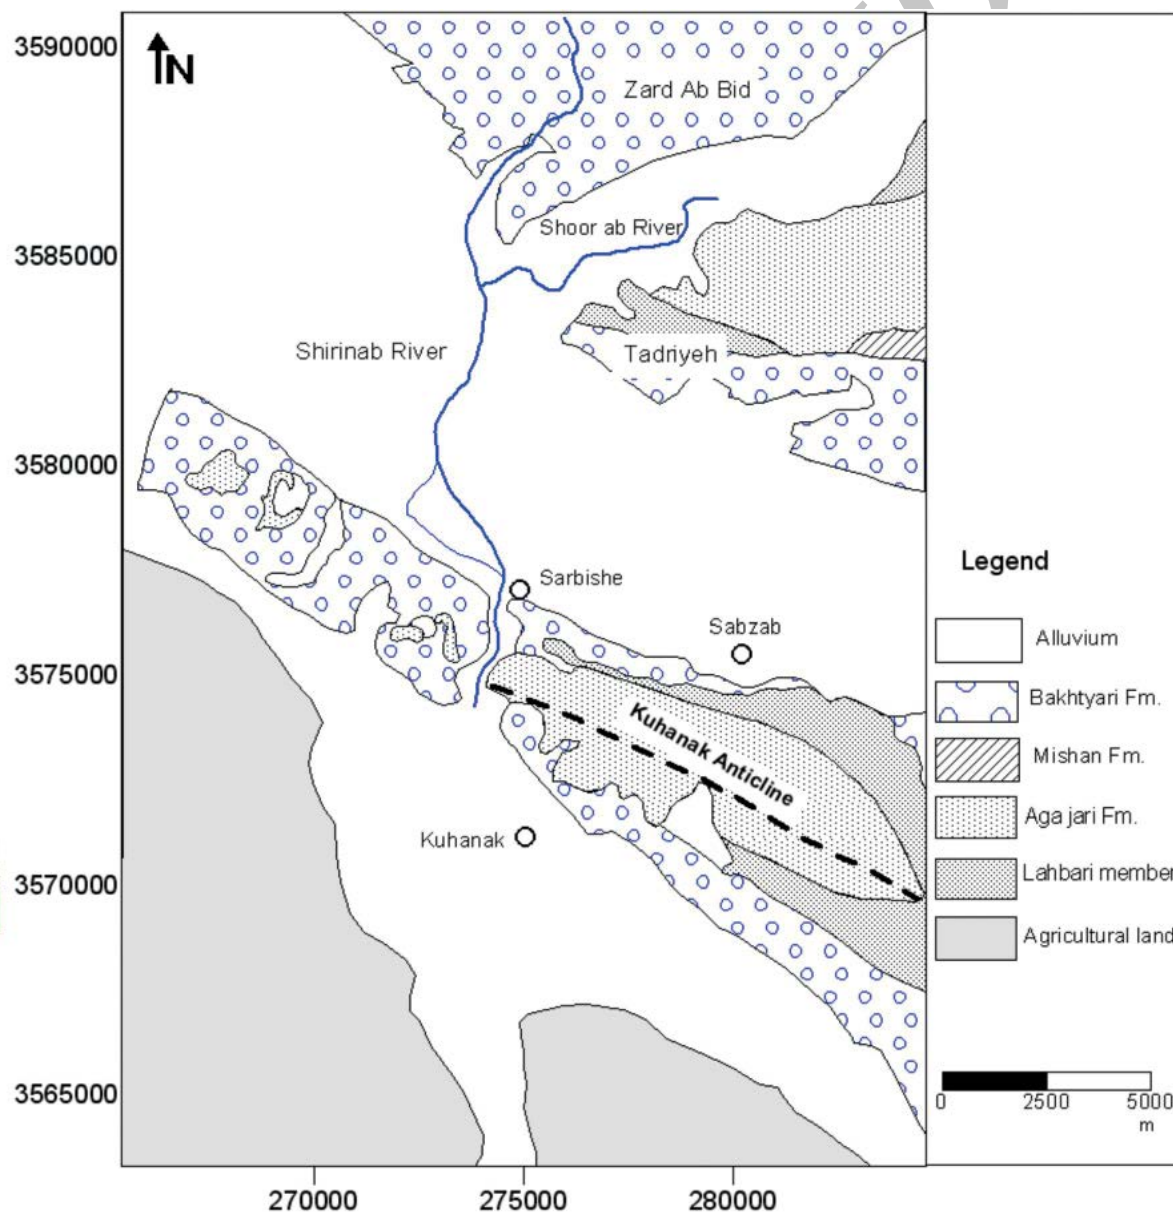 3590000
N
Zard Ab Bid
Shoor ab River
3585000
Shirinab River
Tadriyeh
3580000
Sarbishe
Sabzab
3575000
Kuhanak Anticline
Kuhanak
3570000
3565000
270000
275000
280000
Legend
Alluvium
Bakhtyari Fm.
Mishan Fm.
Aga jari Fm.
Lahbari member
Agricultural land
0 2500 5000
m